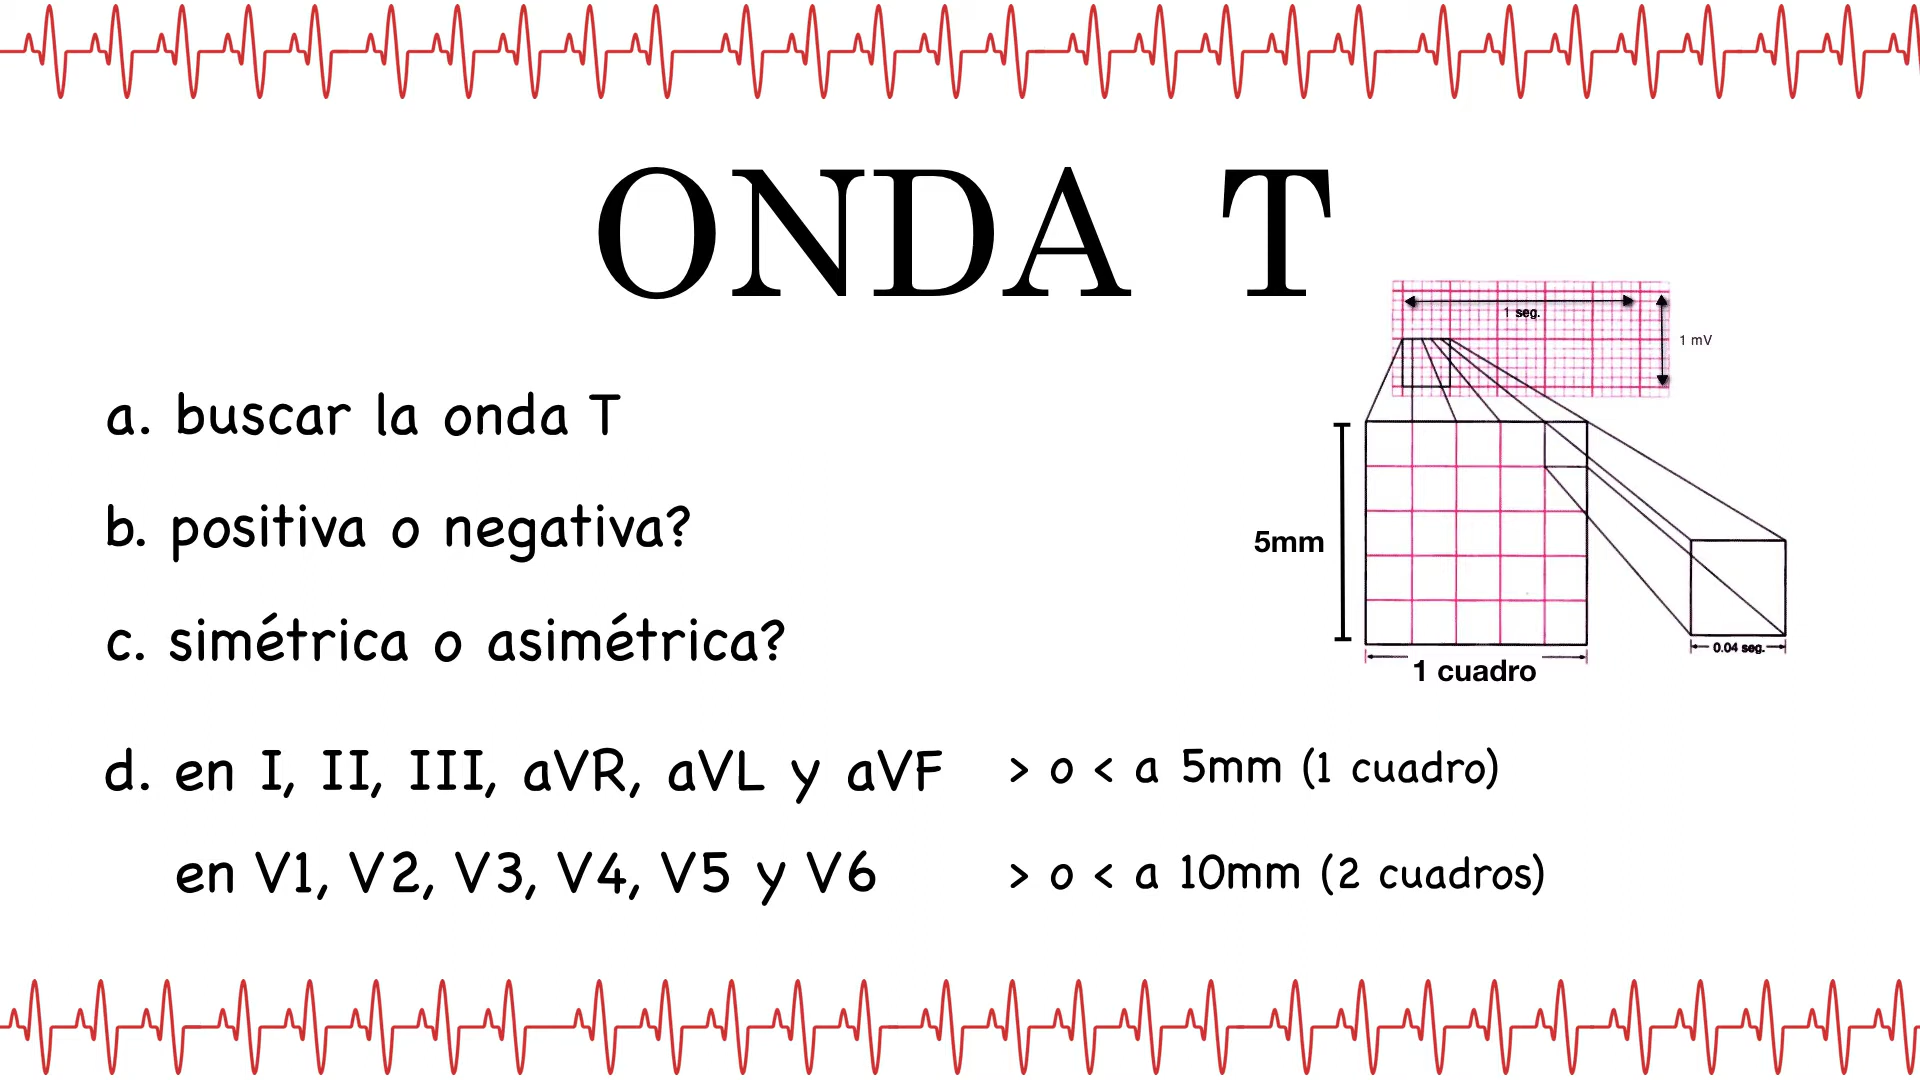 ONDA T
1 seg.
1 mV
a. buscar la onda T
b. positiva o negativa?
5mm
c. simétrica o asimétrica?
0.04 seg.
1 cuadro
d. en I, II, III, aVR, aVL y aVF > o < a 5mm (1 cuadro)
en V1, V2, V3, V4, V5 y V6 > o < a 10mm (2 cuadros)